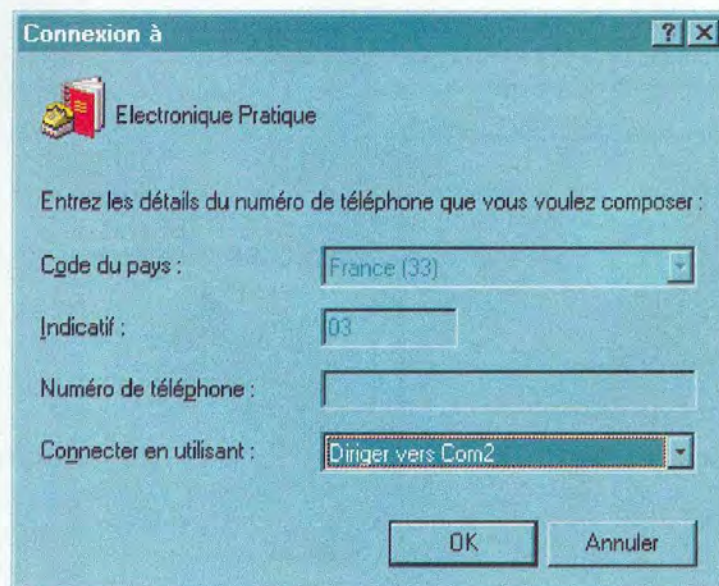 Connexion à
Electronique Pratique
Entrez les détails du numéro de téléphone que vous voulez composer :
Code du pays : France (33)
Indicatif : 03
Numéro de téléphone :
Connecter en utilisant : Diriger vers Com2
OK Annuler